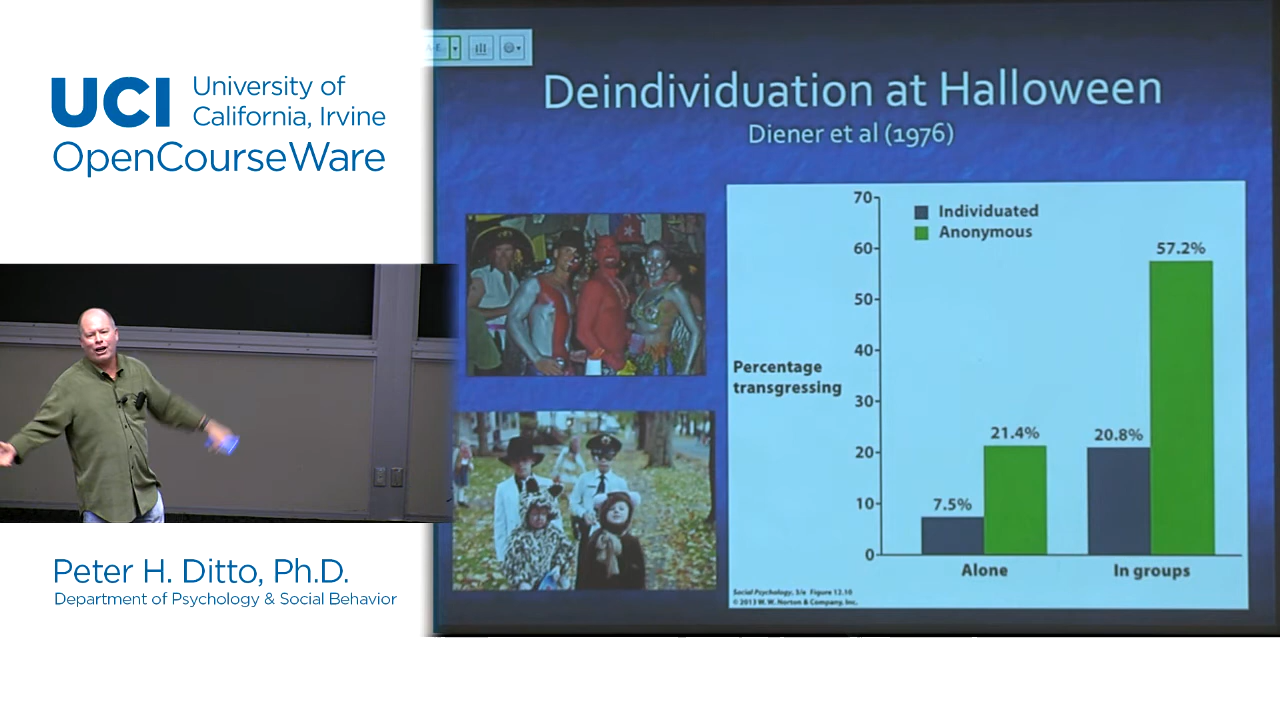 UCI
University of
California, Irvine
OpenCourseWare
Peter H. Ditto, Ph.D.
Department of Psychology & Social Behavior
Deindividuation at Halloween
Diener et al (1976)
70
60
50
40
30
20
10
0
Individuated
Anonymous
Percentage
transgressing
7.5%
21.4%
20.8%
57.2%
Alone
In groups
Social Psychology, 3/e Figure 12.10
© 2013 W. W. Norton & Company, Inc.